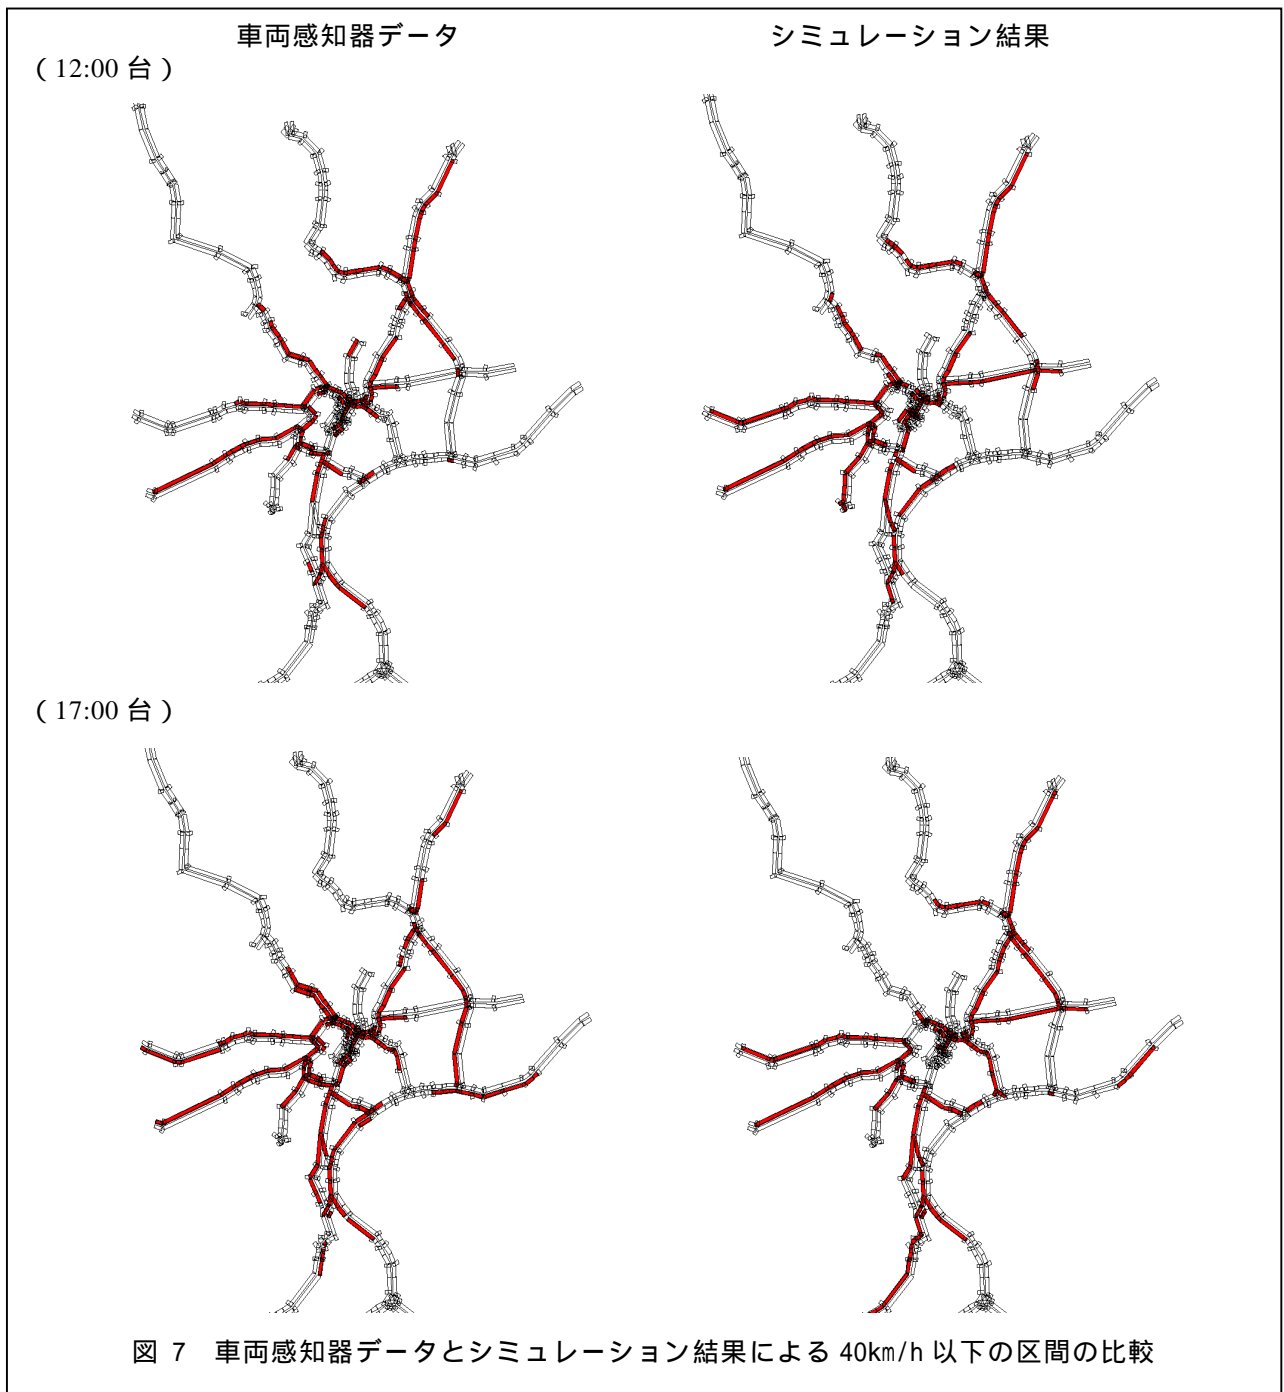 車両感知器データ
シミュレーション結果
( 12:00 台 )
( 17:00 台 )
図 7　車両感知器データとシミュレーション結果による 40km/h 以下の区間の比較